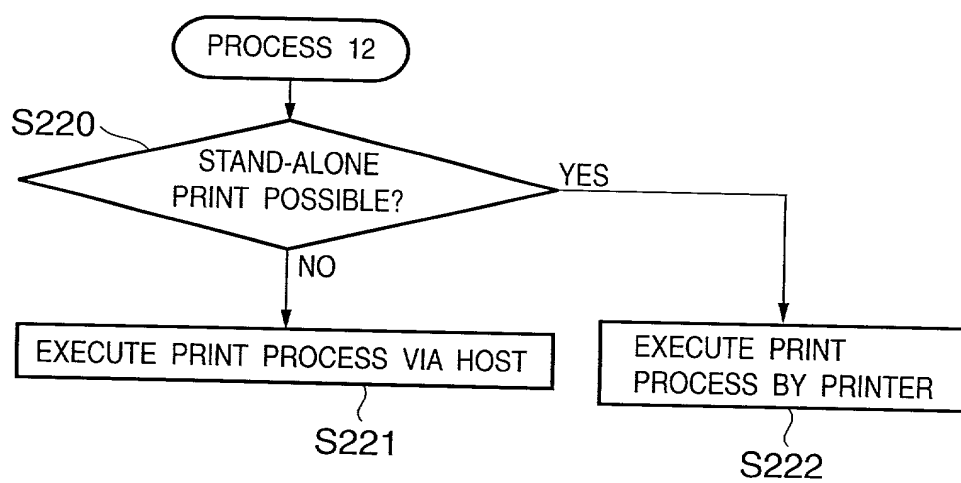 PROCESS 12
S220
STAND-ALONE
PRINT POSSIBLE?
YES
NO
EXECUTE PRINT PROCESS VIA HOST
EXECUTE PRINT
PROCESS BY PRINTER
S221
S222